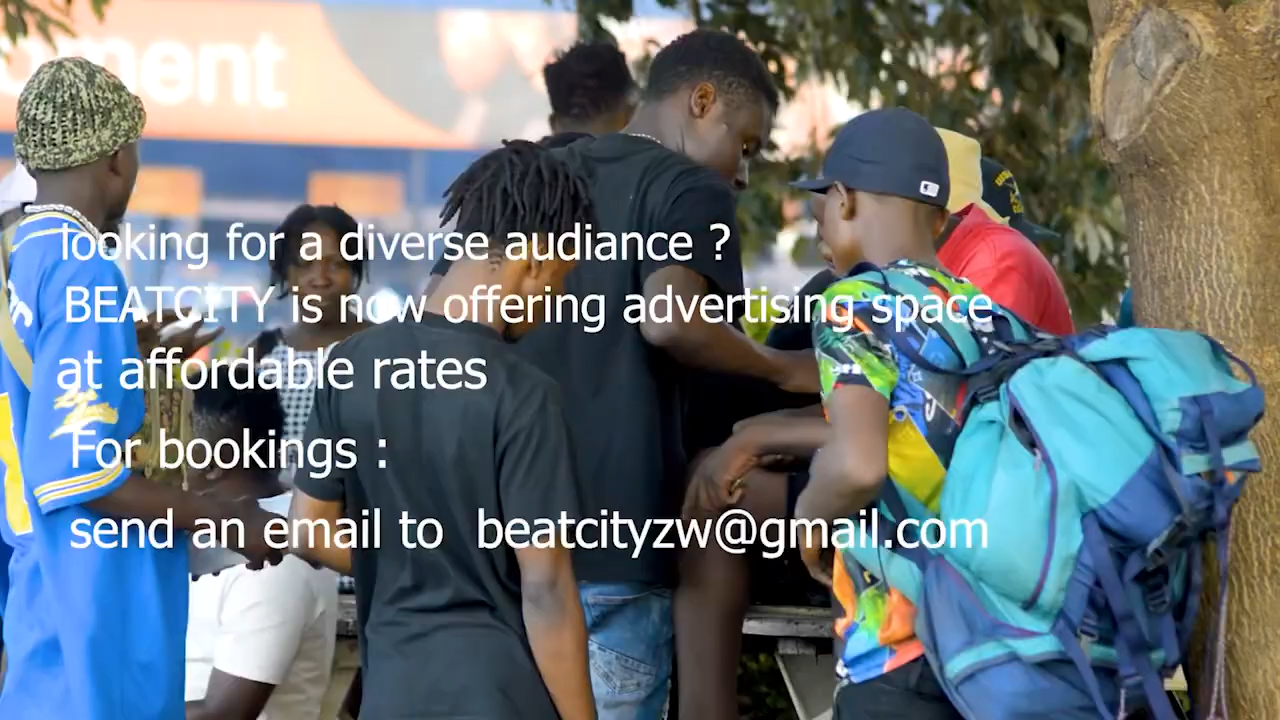 ment
looking for a diverse audiance ?
BEATCITY is now offering advertising space
at affordable rates
For bookings :
send an email to beatcityzw@gmail.com